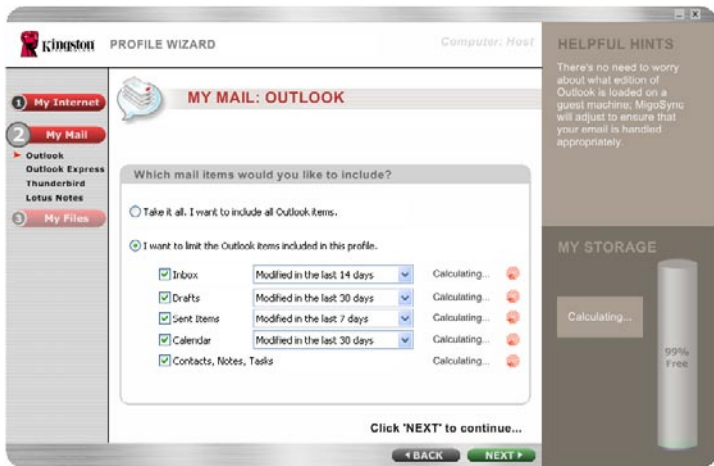 Kingston
PROFILE WIZARD
Computer: Host
1 My Internet
2 My Mail
Outlook
Outlook Express
Thunderbird
Lotus Notes
3 My Files
MY MAIL: OUTLOOK
Which mail items would you like to include?
Take it all. I want to include all Outlook items.
I want to limit the Outlook items included in this profile.
Inbox Modified in the last 14 days Calculating...
Drafts Modified in the last 30 days Calculating...
Sent Items Modified in the last 7 days Calculating...
Calendar Modified in the last 30 days Calculating...
Contacts, Notes, Tasks Calculating...
Click 'NEXT' to continue...
BACK NEXT
HELPFUL HINTS
There's no need to worry
about what edition of
Outlook is loaded on a
guest machine; MigoSync
will adjust to ensure that
your email is handled
appropriately.
MY STORAGE
Calculating...
99%
Free